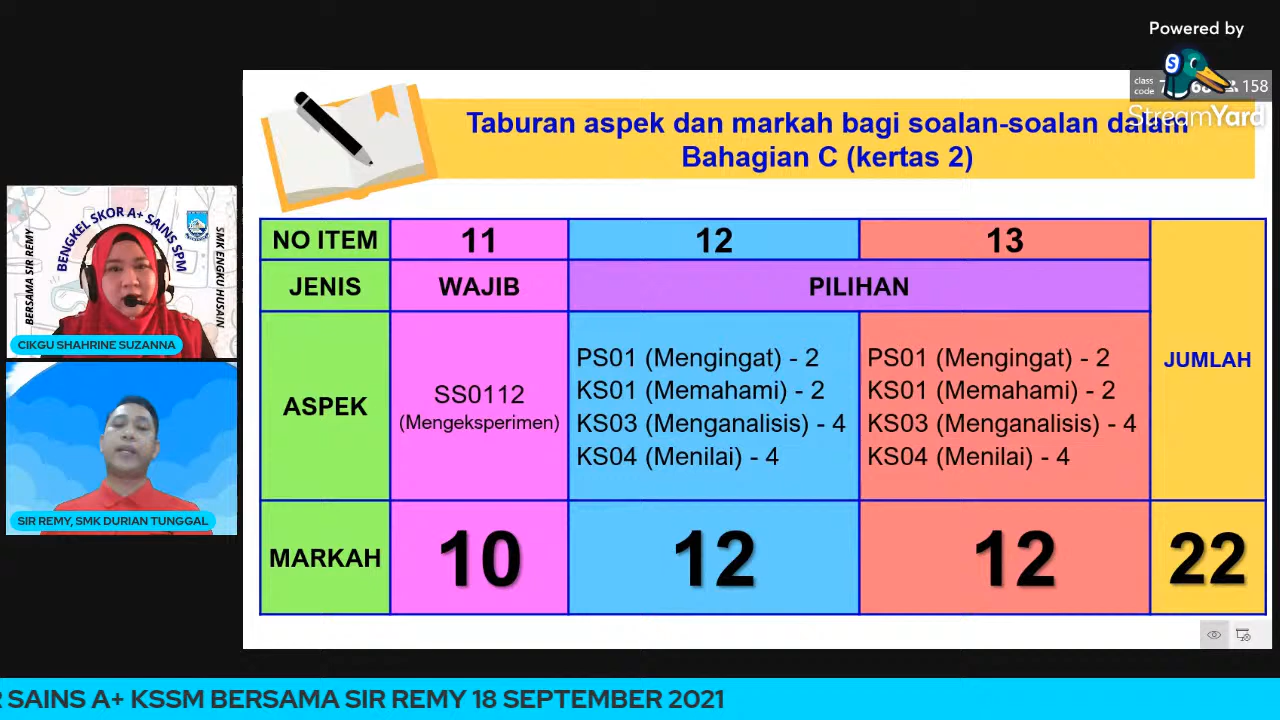 Powered by
StreamYard
class
code
158
Taburan aspek dan markah bagi soalan-soalan dalam
Bahagian C (kertas 2)
NO ITEM
11
12
13
JENIS
WAJIB
PILIHAN
JUMLAH
ASPEK
SS0112
(Mengeksperimen)
PS01 (Mengingat) - 2
KS01 (Memahami) - 2
KS03 (Menganalisis) - 4
KS04 (Menilai) - 4
PS01 (Mengingat) - 2
KS01 (Memahami) - 2
KS03 (Menganalisis) - 4
KS04 (Menilai) - 4
MARKAH
10
12
12
22
BENGKEL SKOR A+ SAINS SPM
BERSAMA SIR REMY
SMK ENGKU HUSAIN
CIKGU SHAHRINE SUZANNA
SIR REMY, SMK DURIAN TUNGGAL
R SAINS A+ KSSM BERSAMA SIR REMY 18 SEPTEMBER 2021